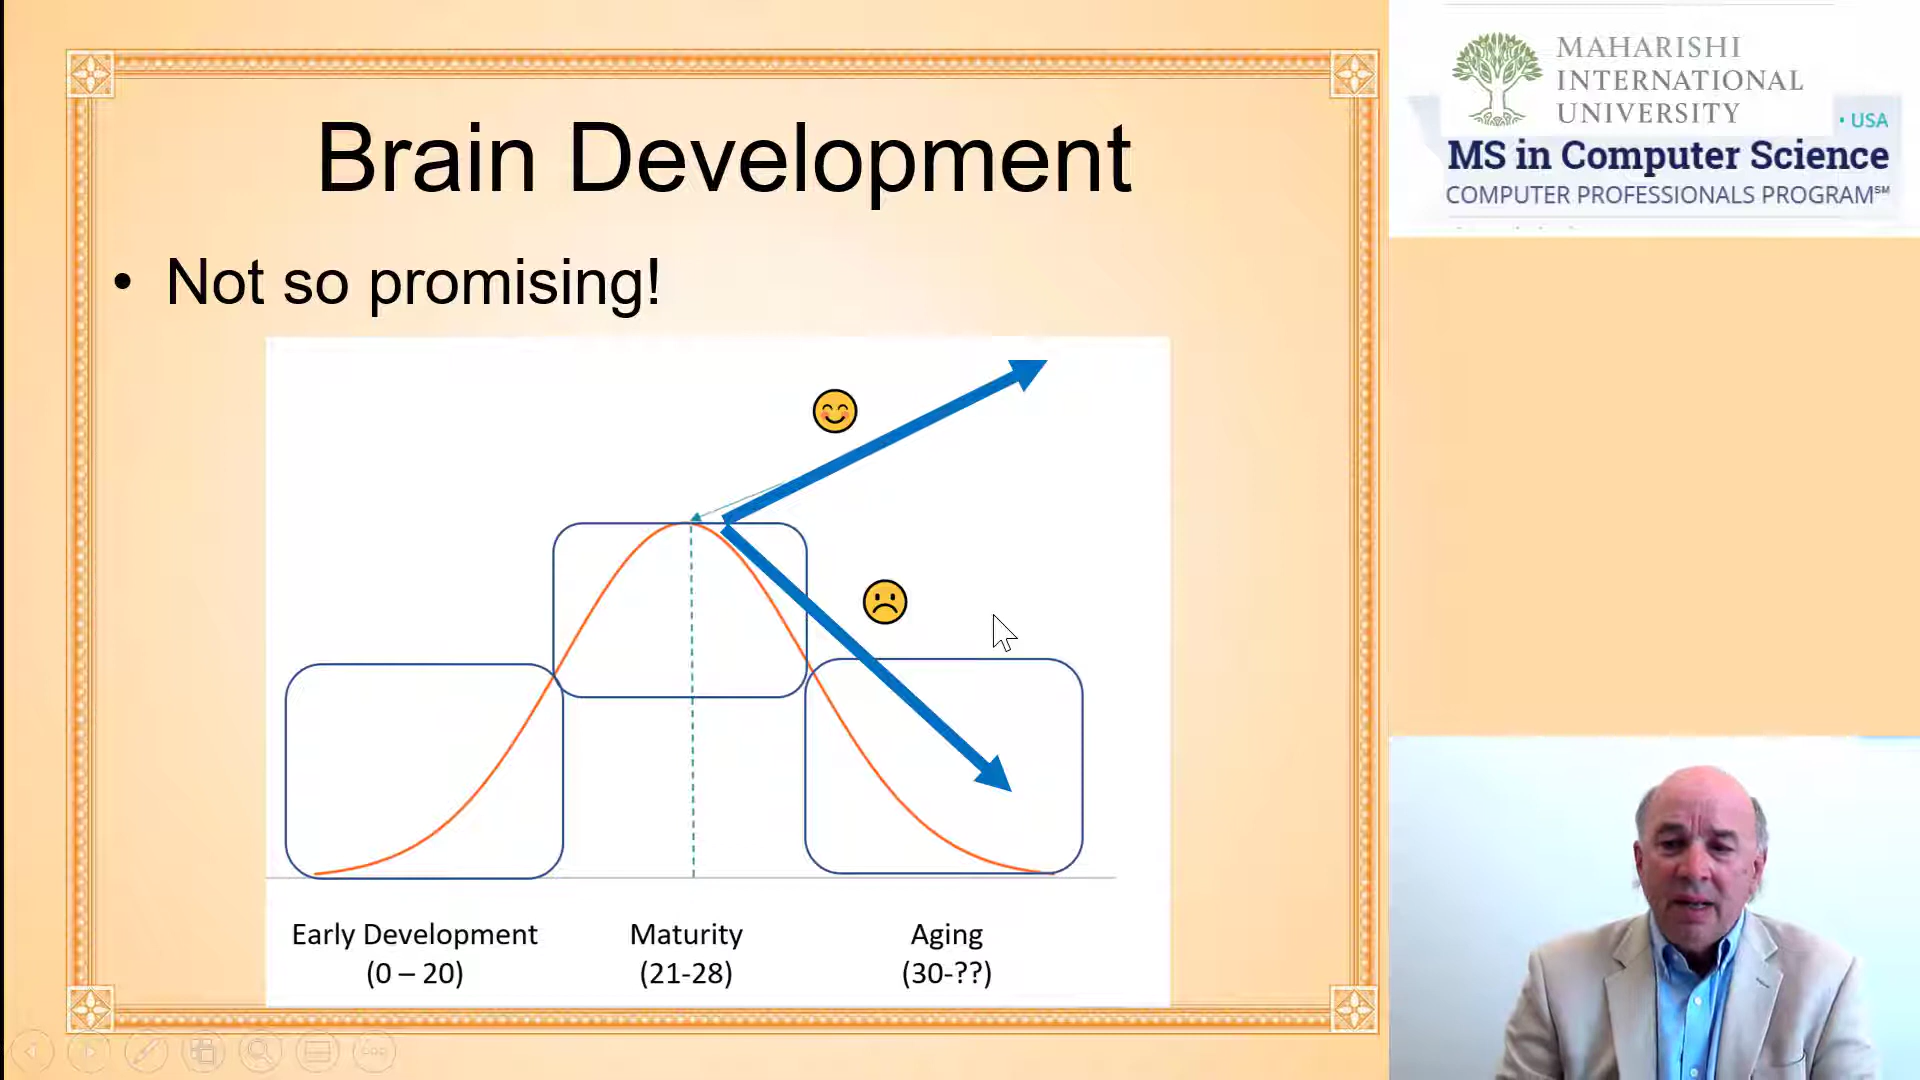 Brain Development
• Not so promising!
Early Development
(0 – 20)
Maturity
(21-28)
Aging
(30-??)
MAHARISHI
INTERNATIONAL
UNIVERSITY
• USA
MS in Computer Science
COMPUTER PROFESSIONALS PROGRAM℠